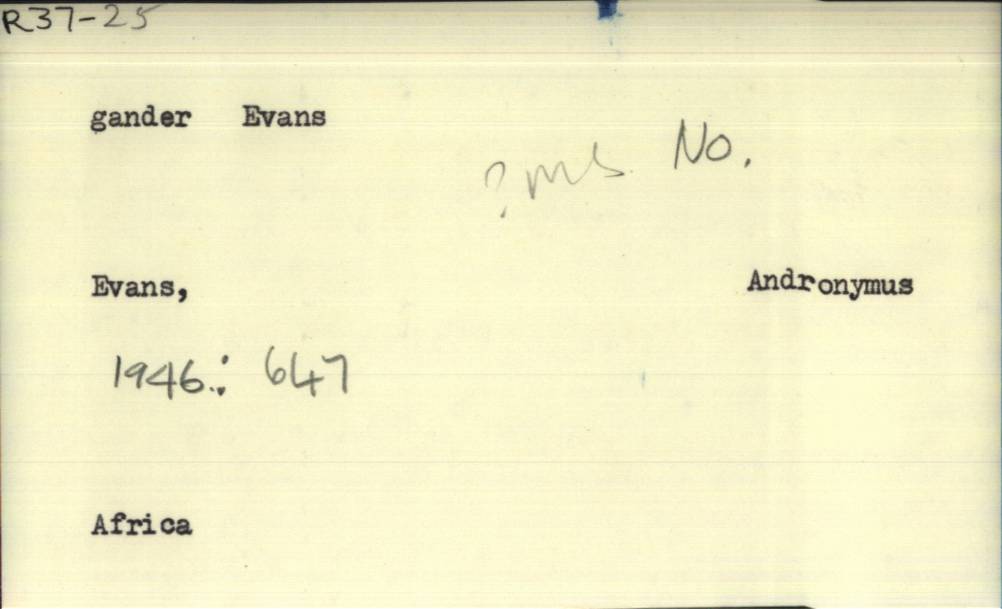 R37-25
gander Evans
? ms. No.
Evans, Andronymus
1946.: 647
Africa